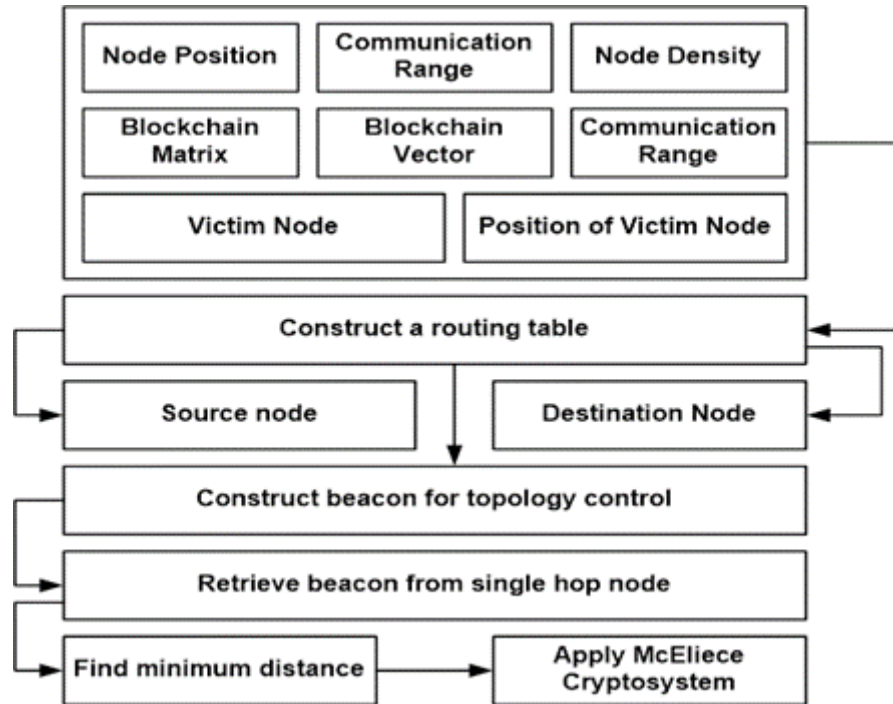 Node Position
Communication
Range
Node Density
Blockchain
Matrix
Blockchain
Vector
Communication
Range
Victim Node
Position of Victim Node
Construct a routing table
Source node
Destination Node
Construct beacon for topology control
Retrieve beacon from single hop node
Find minimum distance
Apply McEliece
Cryptosystem